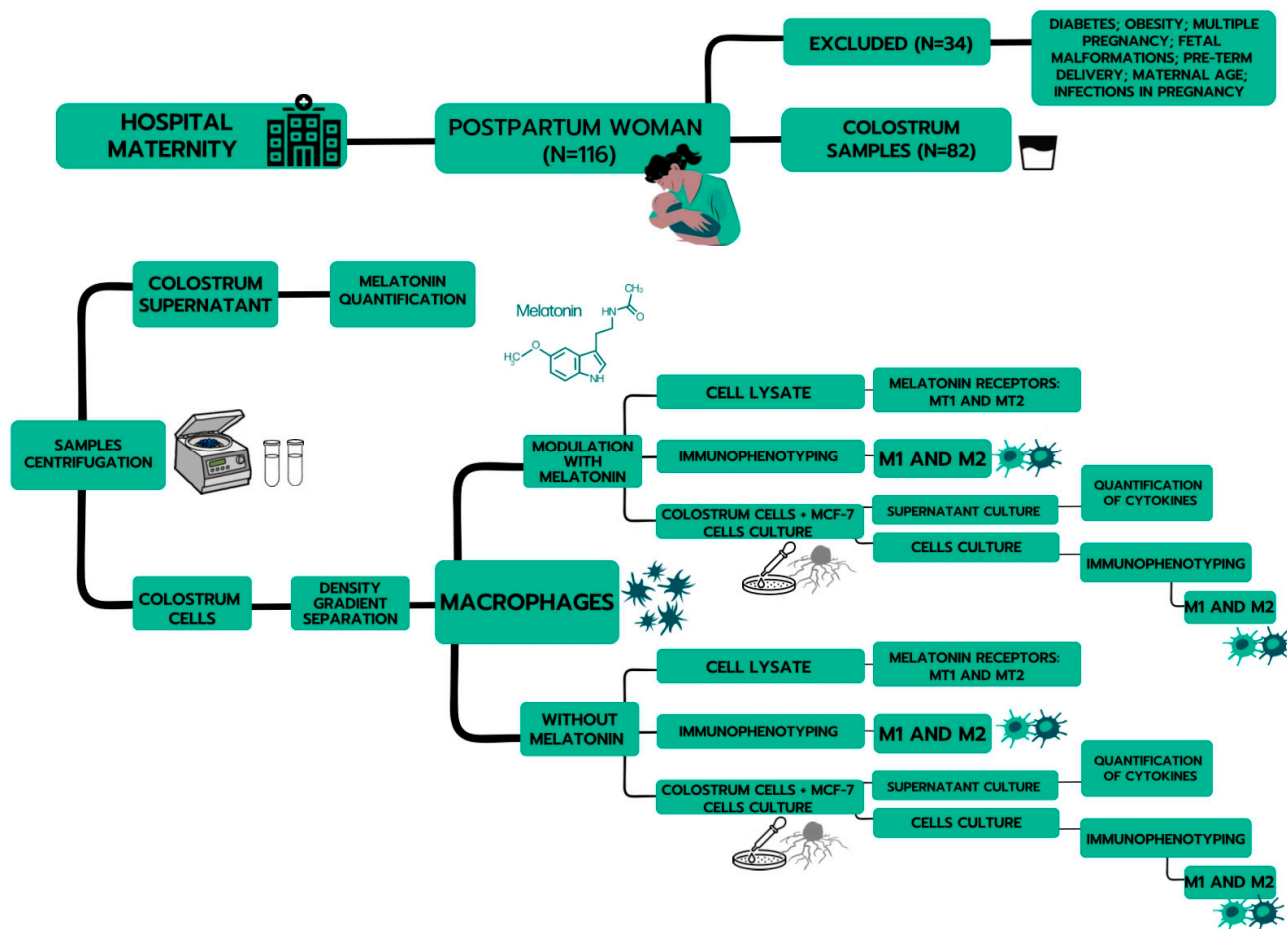 HOSPITAL
MATERNITY
POSTPARTUM WOMAN
(N=116)
EXCLUDED (N=34)
DIABETES; OBESITY; MULTIPLE
PREGNANCY; FETAL
MALFORMATIONS; PRE-TERM
DELIVERY; MATERNAL AGE;
INFECTIONS IN PREGNANCY
COLOSTRUM
SAMPLES (N=82)
SAMPLES
CENTRIFUGATION
COLOSTRUM
SUPERNATANT
MELATONIN
QUANTIFICATION
Melatonin
CH₃
HN
O
O
H₃C
NH
COLOSTRUM
CELLS
DENSITY
GRADIENT
SEPARATION
MACROPHAGES
MODULATION
WITH
MELATONIN
CELL LYSATE
MELATONIN RECEPTORS:
MT1 AND MT2
IMMUNOPHENOTYPING
M1 AND M2
COLOSTRUM CELLS + MCF-7
CELLS CULTURE
SUPERNATANT CULTURE
QUANTIFICATION
OF CYTOKINES
CELLS CULTURE
IMMUNOPHENOTYPING
M1 AND M2
WITHOUT
MELATONIN
CELL LYSATE
MELATONIN RECEPTORS:
MT1 AND MT2
IMMUNOPHENOTYPING
M1 AND M2
COLOSTRUM CELLS + MCF-7
CELLS CULTURE
SUPERNATANT CULTURE
QUANTIFICATION
OF CYTOKINES
CELLS CULTURE
IMMUNOPHENOTYPING
M1 AND M2